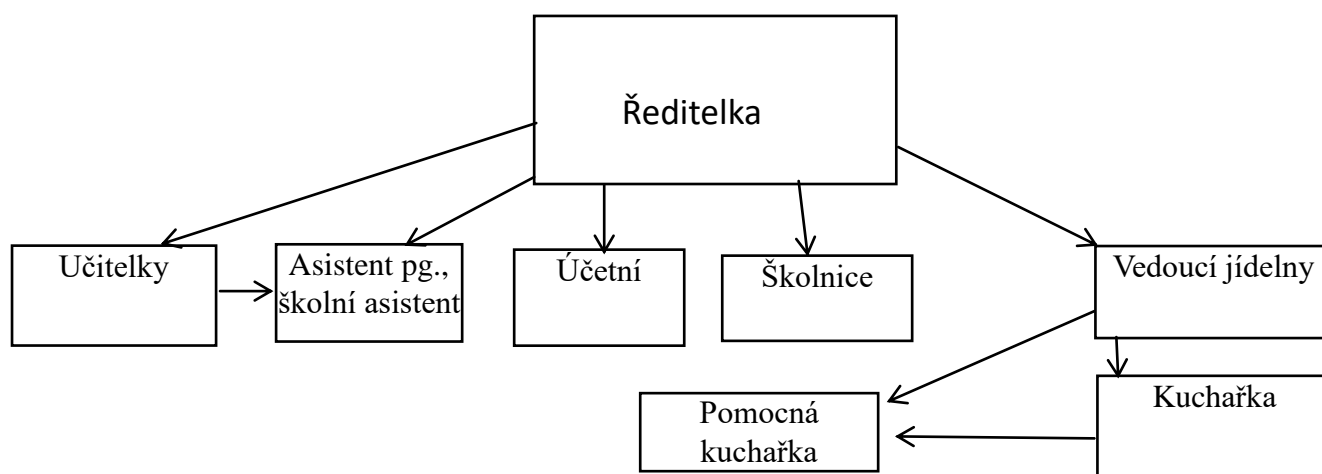 Ředitelka
Učitelky
Asistent pg.,
školní asistent
Účetní
Školnice
Vedoucí jídelny
Pomocná
kuchařka
Kuchařka